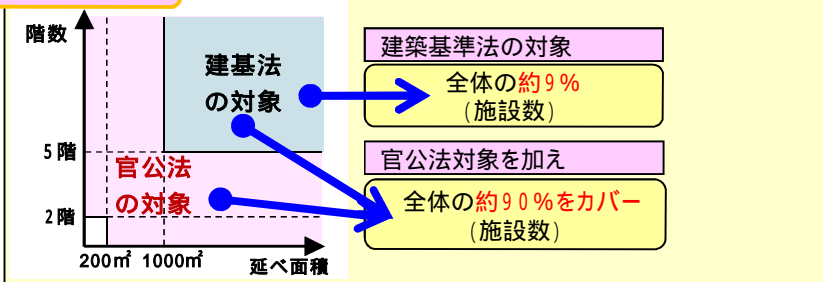 階数
建基法
の対象
5階
官公法
の対象
2階
200㎡ 1000㎡
延べ面積
建築基準法の対象
全体の約9%
(施設数)
官公法対象を加え
全体の約90%をカバー
(施設数)